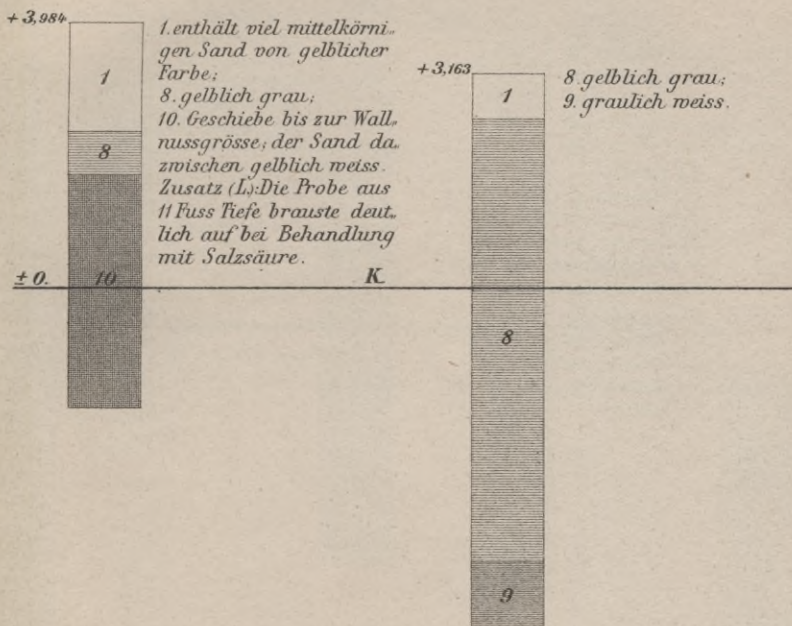 +3,984
1. enthält viel mittelkörni-
gen Sand von gelblicher
Farbe;
8. gelblich grau;
10. Geschiebe bis zur Wall-
nussgrösse; der Sand da-
zwischen gelblich weiss.
Zusatz (L):Die Probe aus
11 Fuss Tiefe brauste deut-
lich auf bei Behandlung
mit Salzsäure.
1
8
10
± 0.
K.
+3,163
8. gelblich grau;
9. graulich weiss.
1
8
9